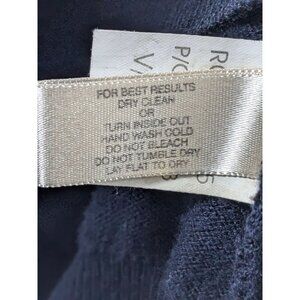 FOR BEST RESULTS
DRY CLEAN
OR
TURN INSIDE OUT
HAND WASH COLD
DO NOT BLEACH
DO NOT TUMBLE DRY
LAY FLAT TO DRY